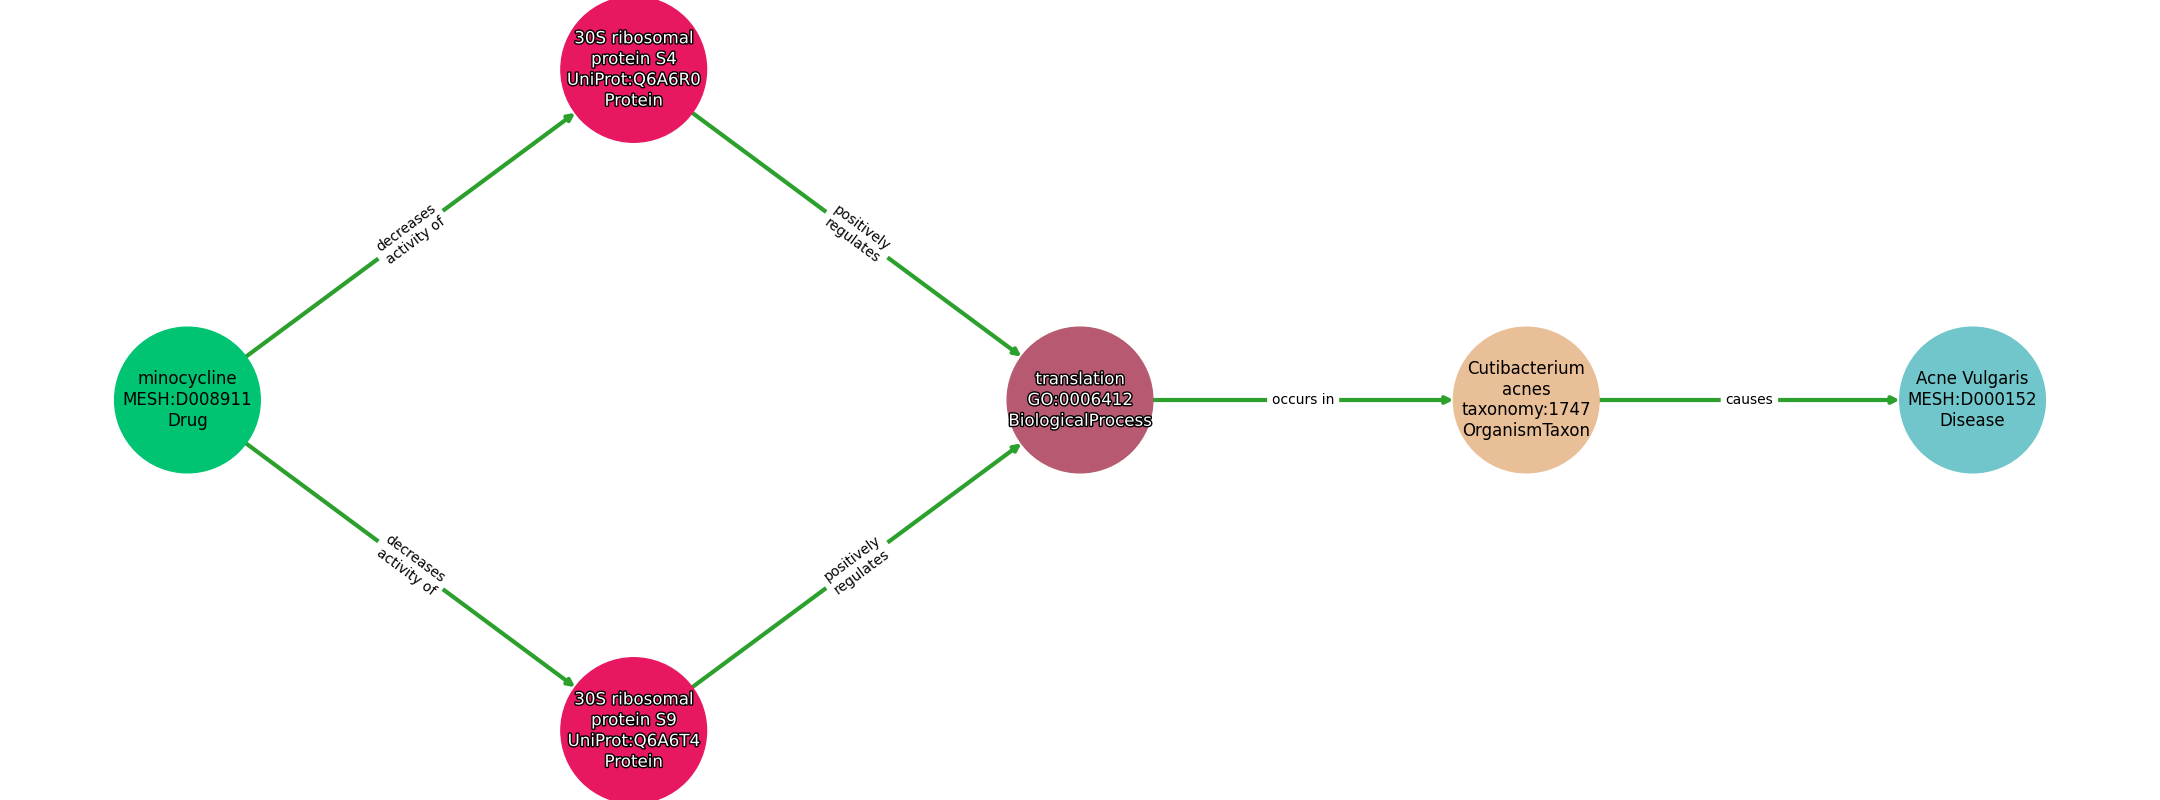 30S ribosomal
protein S4
UniProt:Q6A6R0
Protein
decreases
activity of
positively
regulates
minocycline
MESH:D008911
Drug
translation
GO:0006412
BiologicalProcess
occurs in
Cutibacterium
acnes
taxonomy:1747
OrganismTaxon
causes
Acne Vulgaris
MESH:D000152
Disease
decreases
activity of
positively
regulates
30S ribosomal
protein S9
UniProt:Q6A6T4
Protein